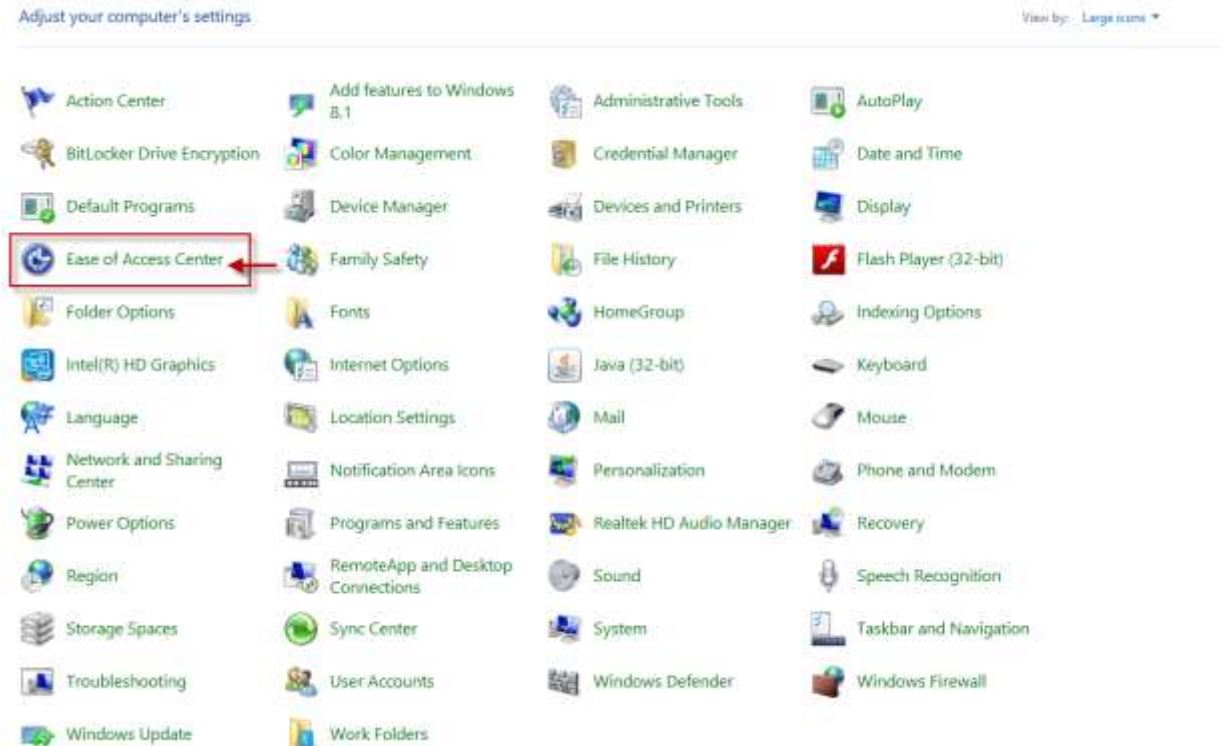 Adjust your computer's settings
View by: Large icons
Action Center
Add features to Windows
8.1
Administrative Tools
AutoPlay
BitLocker Drive Encryption
Color Management
Credential Manager
Date and Time
Default Programs
Device Manager
Devices and Printers
Display
Ease of Access Center
Family Safety
File History
Flash Player (32-bit)
Folder Options
Fonts
HomeGroup
Indexing Options
Intel(R) HD Graphics
Internet Options
Java (32-bit)
Keyboard
Language
Location Settings
Mail
Mouse
Network and Sharing
Center
Notification Area Icons
Personalization
Phone and Modem
Power Options
Programs and Features
Realtek HD Audio Manager
Recovery
Region
RemoteApp and Desktop
Connections
Sound
Speech Recognition
Storage Spaces
Sync Center
System
Taskbar and Navigation
Troubleshooting
User Accounts
Windows Defender
Windows Firewall
Windows Update
Work Folders